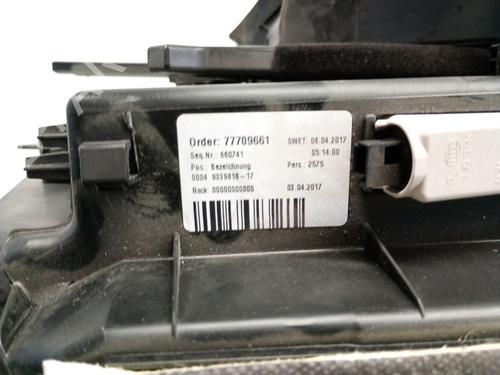 Order: 77709661 SWET: 06.04.2017
Seq.Nr.: 660741 05:14:00
Pos.: Bezeichnung Pers.: 2575
0004 9339816-17
Rack: 00000000000 03.04.2017